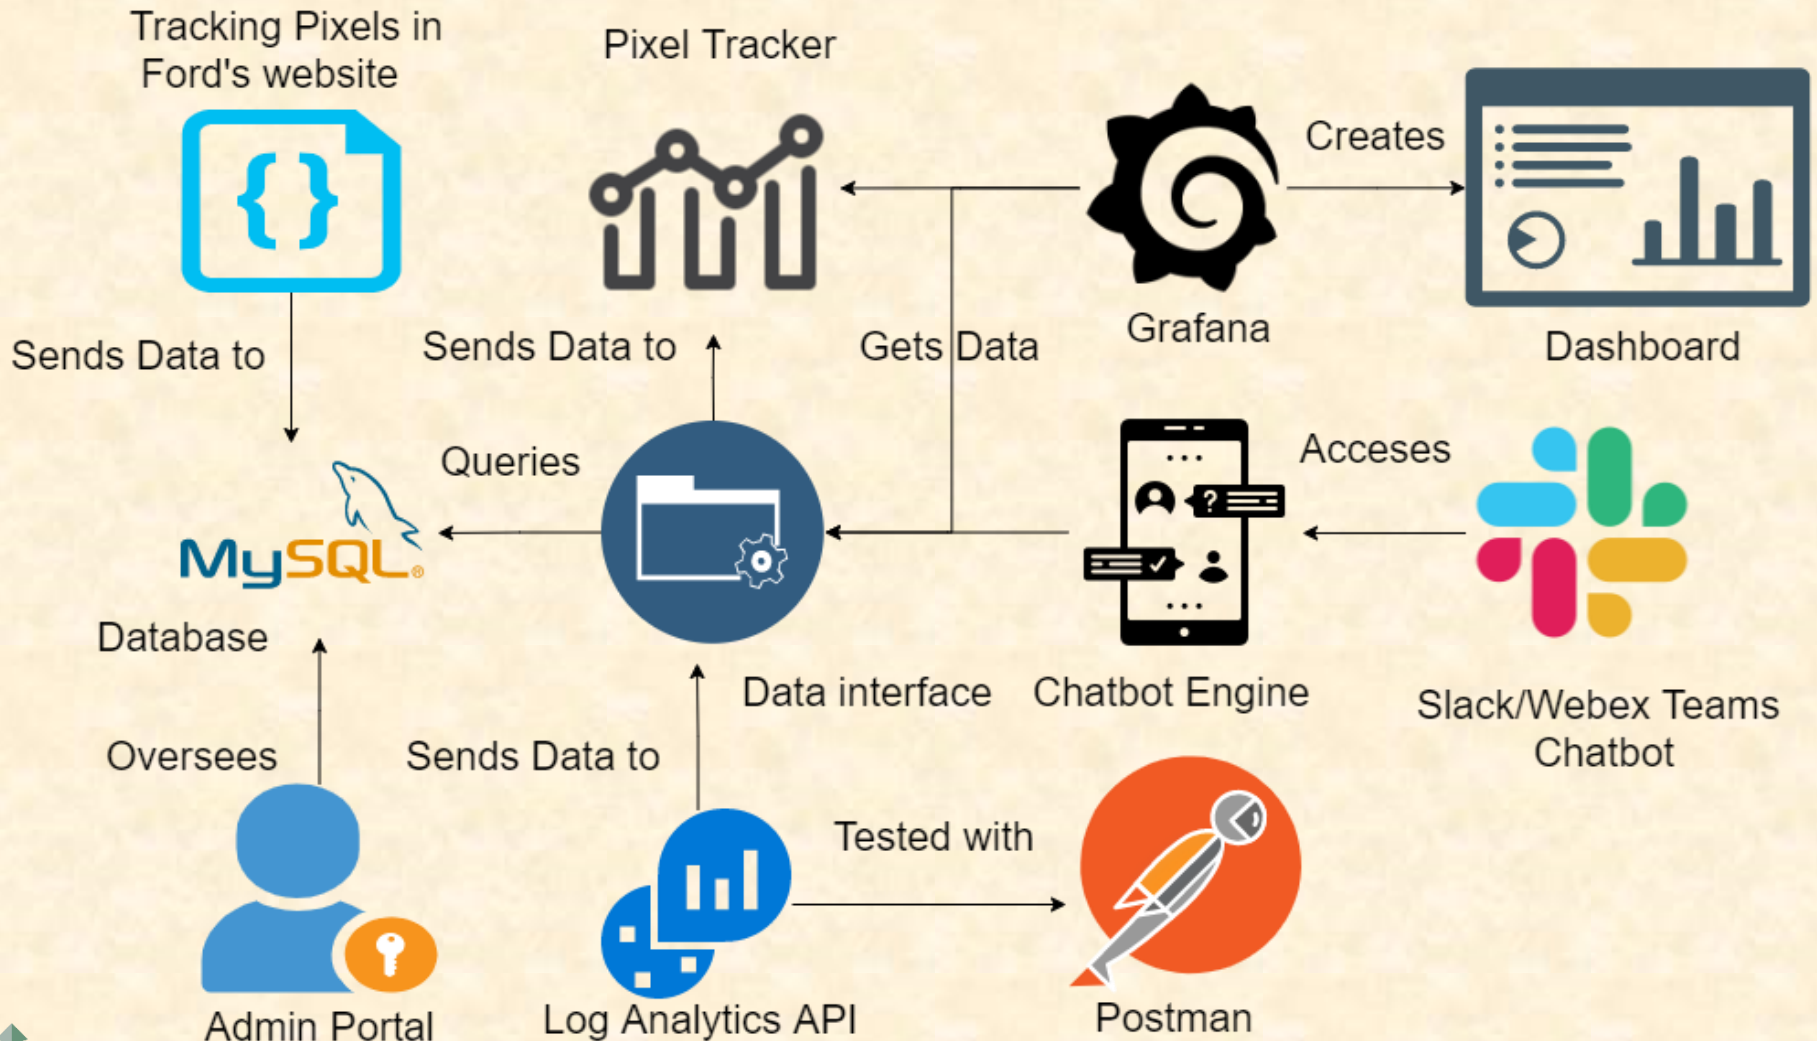 Tracking Pixels in
Ford's website
Pixel Tracker
Creates
Sends Data to
Sends Data to
Gets Data
Grafana
Dashboard
Queries
Acceses
?
MySQL®
Database
Data interface
Chatbot Engine
Slack/Webex Teams
Chatbot
Oversees
Sends Data to
Tested with
Admin Portal
Log Analytics API
Postman